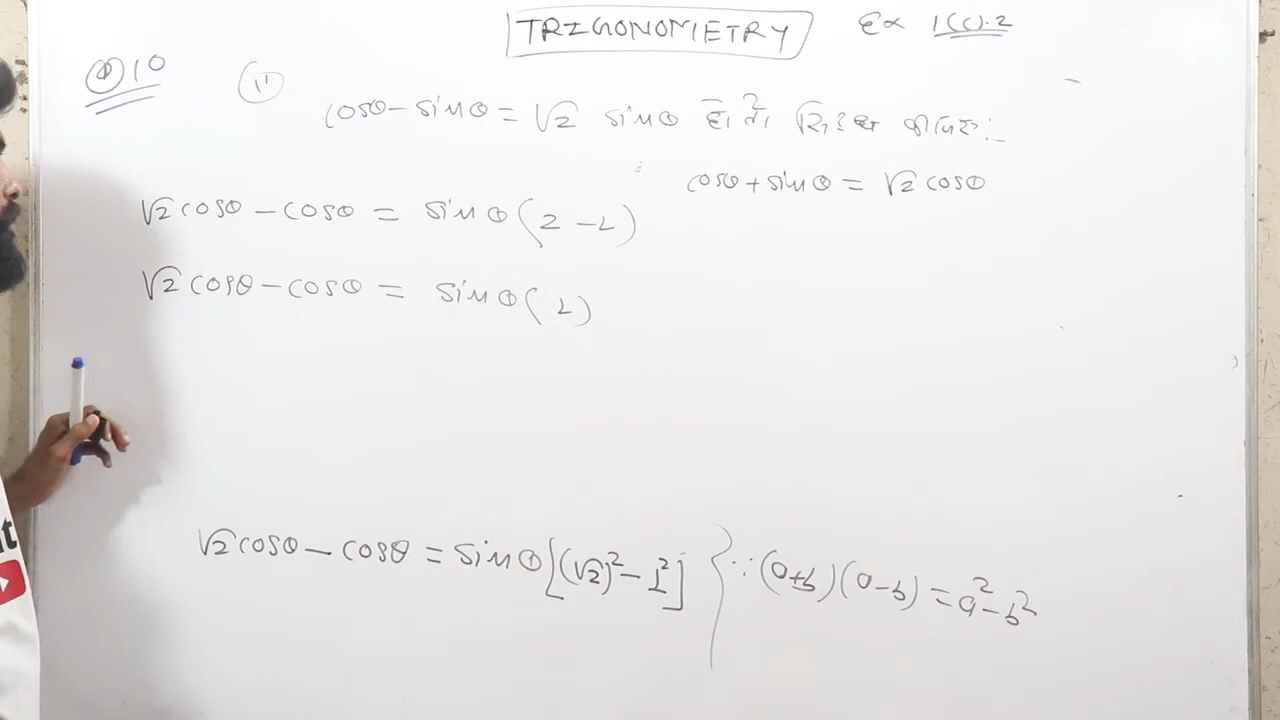 TRIGONOMETRY Ex 1(c).2
Q10 (ii)
cosθ - sinθ = √2 sinθ हो तो सिद्ध कीजिए:-
cosθ + sinθ = √2 cosθ
√2 cosθ - cosθ = sinθ (2 - 1)
√2 cosθ - cosθ = sinθ (1)
√2 cosθ - cosθ = sinθ [(√2)² - 1²] } ∵ (a+b)(a-b) = a² - b²